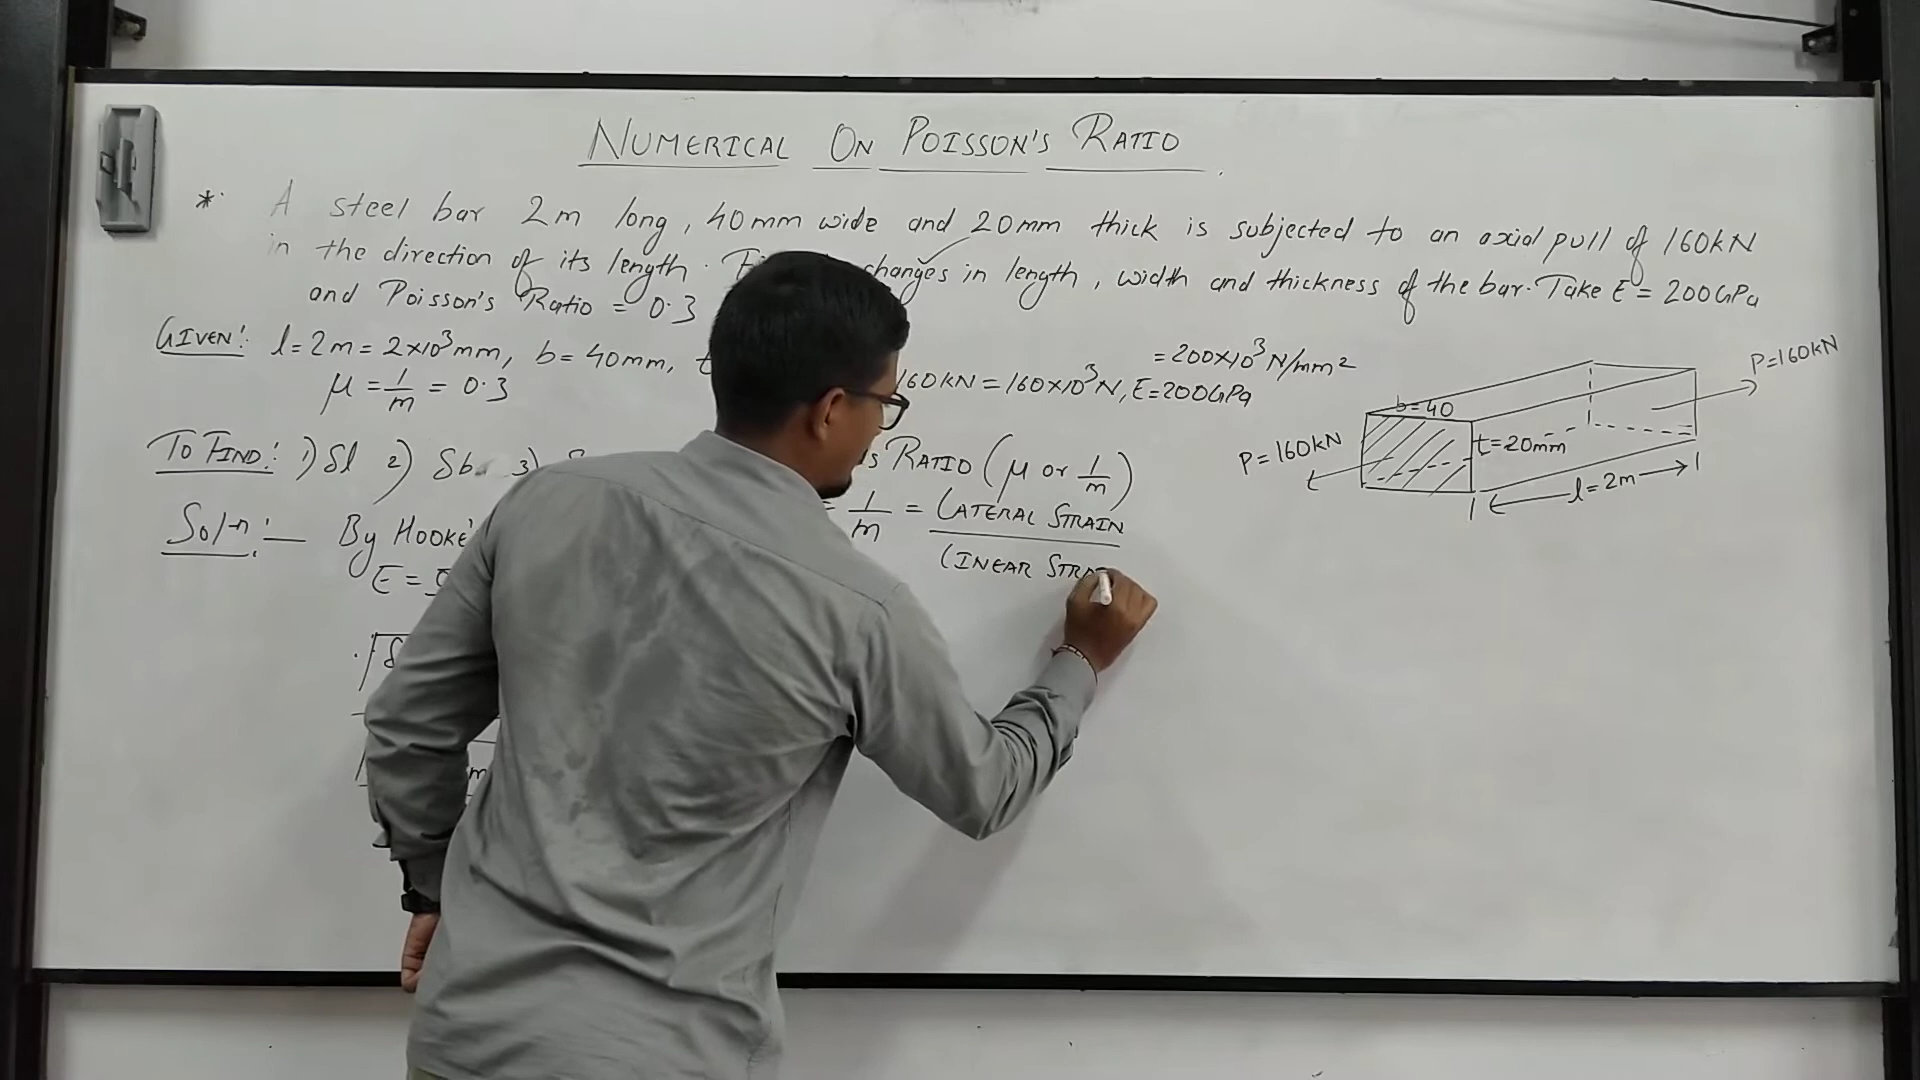 NUMERICAL ON POISSON'S RATIO
* A steel bar 2m long, 40mm wide and 20mm thick is subjected to an axial pull of 160kN
in the direction of its length. changes in length, width and thickness of the bar. Take E = 200GPa
and Poisson's Ratio = 0.3
GIVEN: l=2m=2×10³mm, b=40mm, t 160kN=160×10³N, E=200GPa
=200×10³N/mm²
μ = 1/m = 0.3
TO FIND: 1) δl 2) δb 3)
RATIO (μ or 1/m)
= 1/m = LATERAL STRAIN
LINEAR
Soln:— By HOOKE'
E =
P=160kN
b=40
t=20mm
P=160kN
l=2m